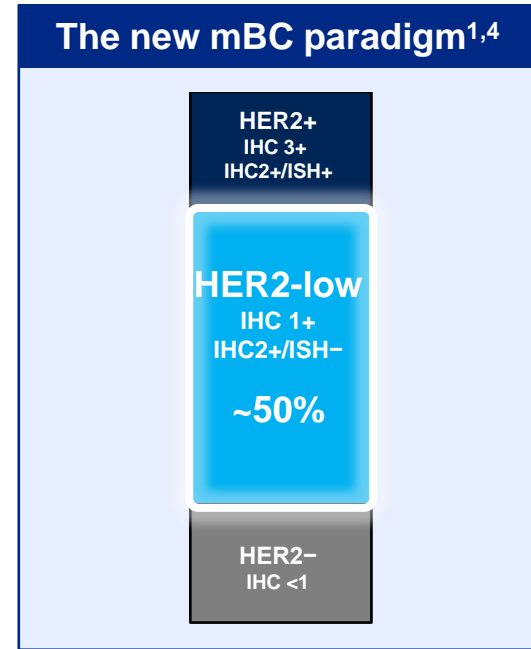 The new mBC paradigm1,4
HER2+
IHC 3+
IHC2+/ISH+
HER2-low
IHC 1+
IHC2+/ISH−
~50%
HER2−
IHC <1